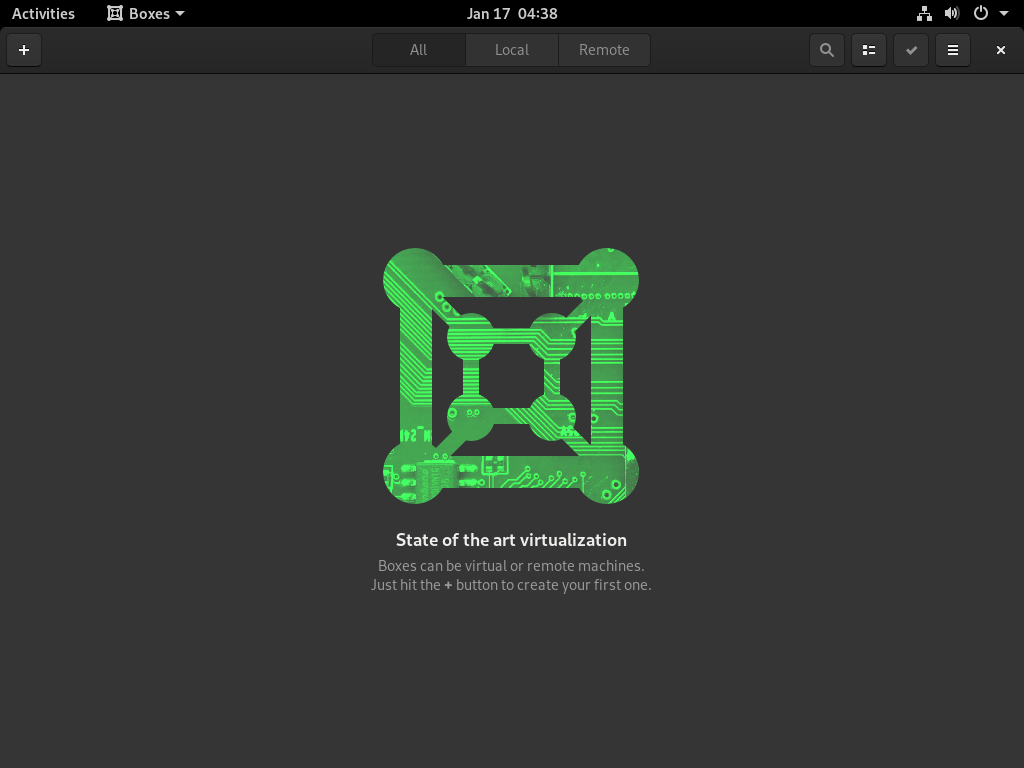 Activities Boxes Jan 17 04:38
+ All Local Remote
State of the art virtualization
Boxes can be virtual or remote machines.
Just hit the + button to create your first one.